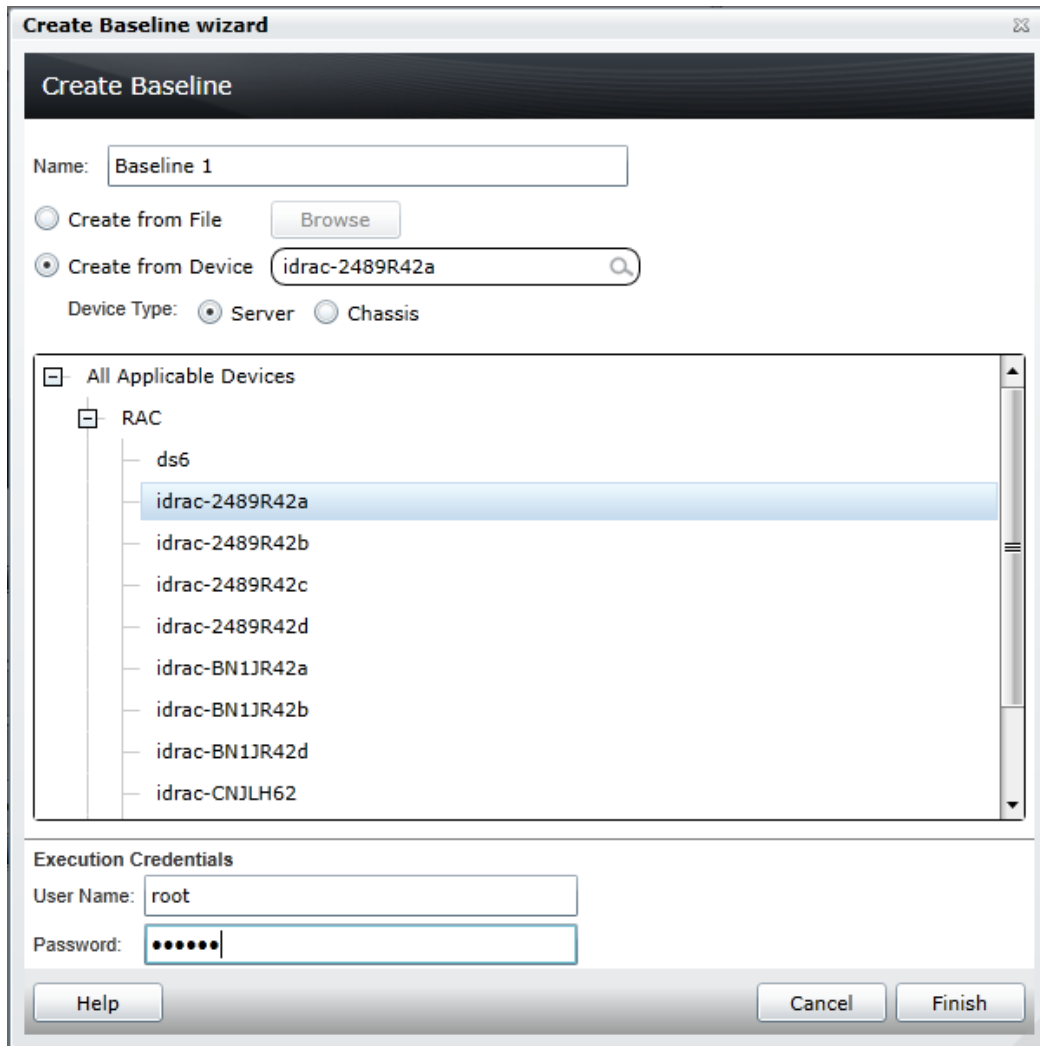 Create Baseline wizard
Create Baseline
Name: Baseline 1
Create from File Browse
Create from Device idrac-2489R42a
Device Type: Server Chassis
All Applicable Devices
RAC
ds6
idrac-2489R42a
idrac-2489R42b
idrac-2489R42c
idrac-2489R42d
idrac-BN1JR42a
idrac-BN1JR42b
idrac-BN1JR42d
idrac-CNJLH62
Execution Credentials
User Name: root
Password: ••••••
Help Cancel Finish